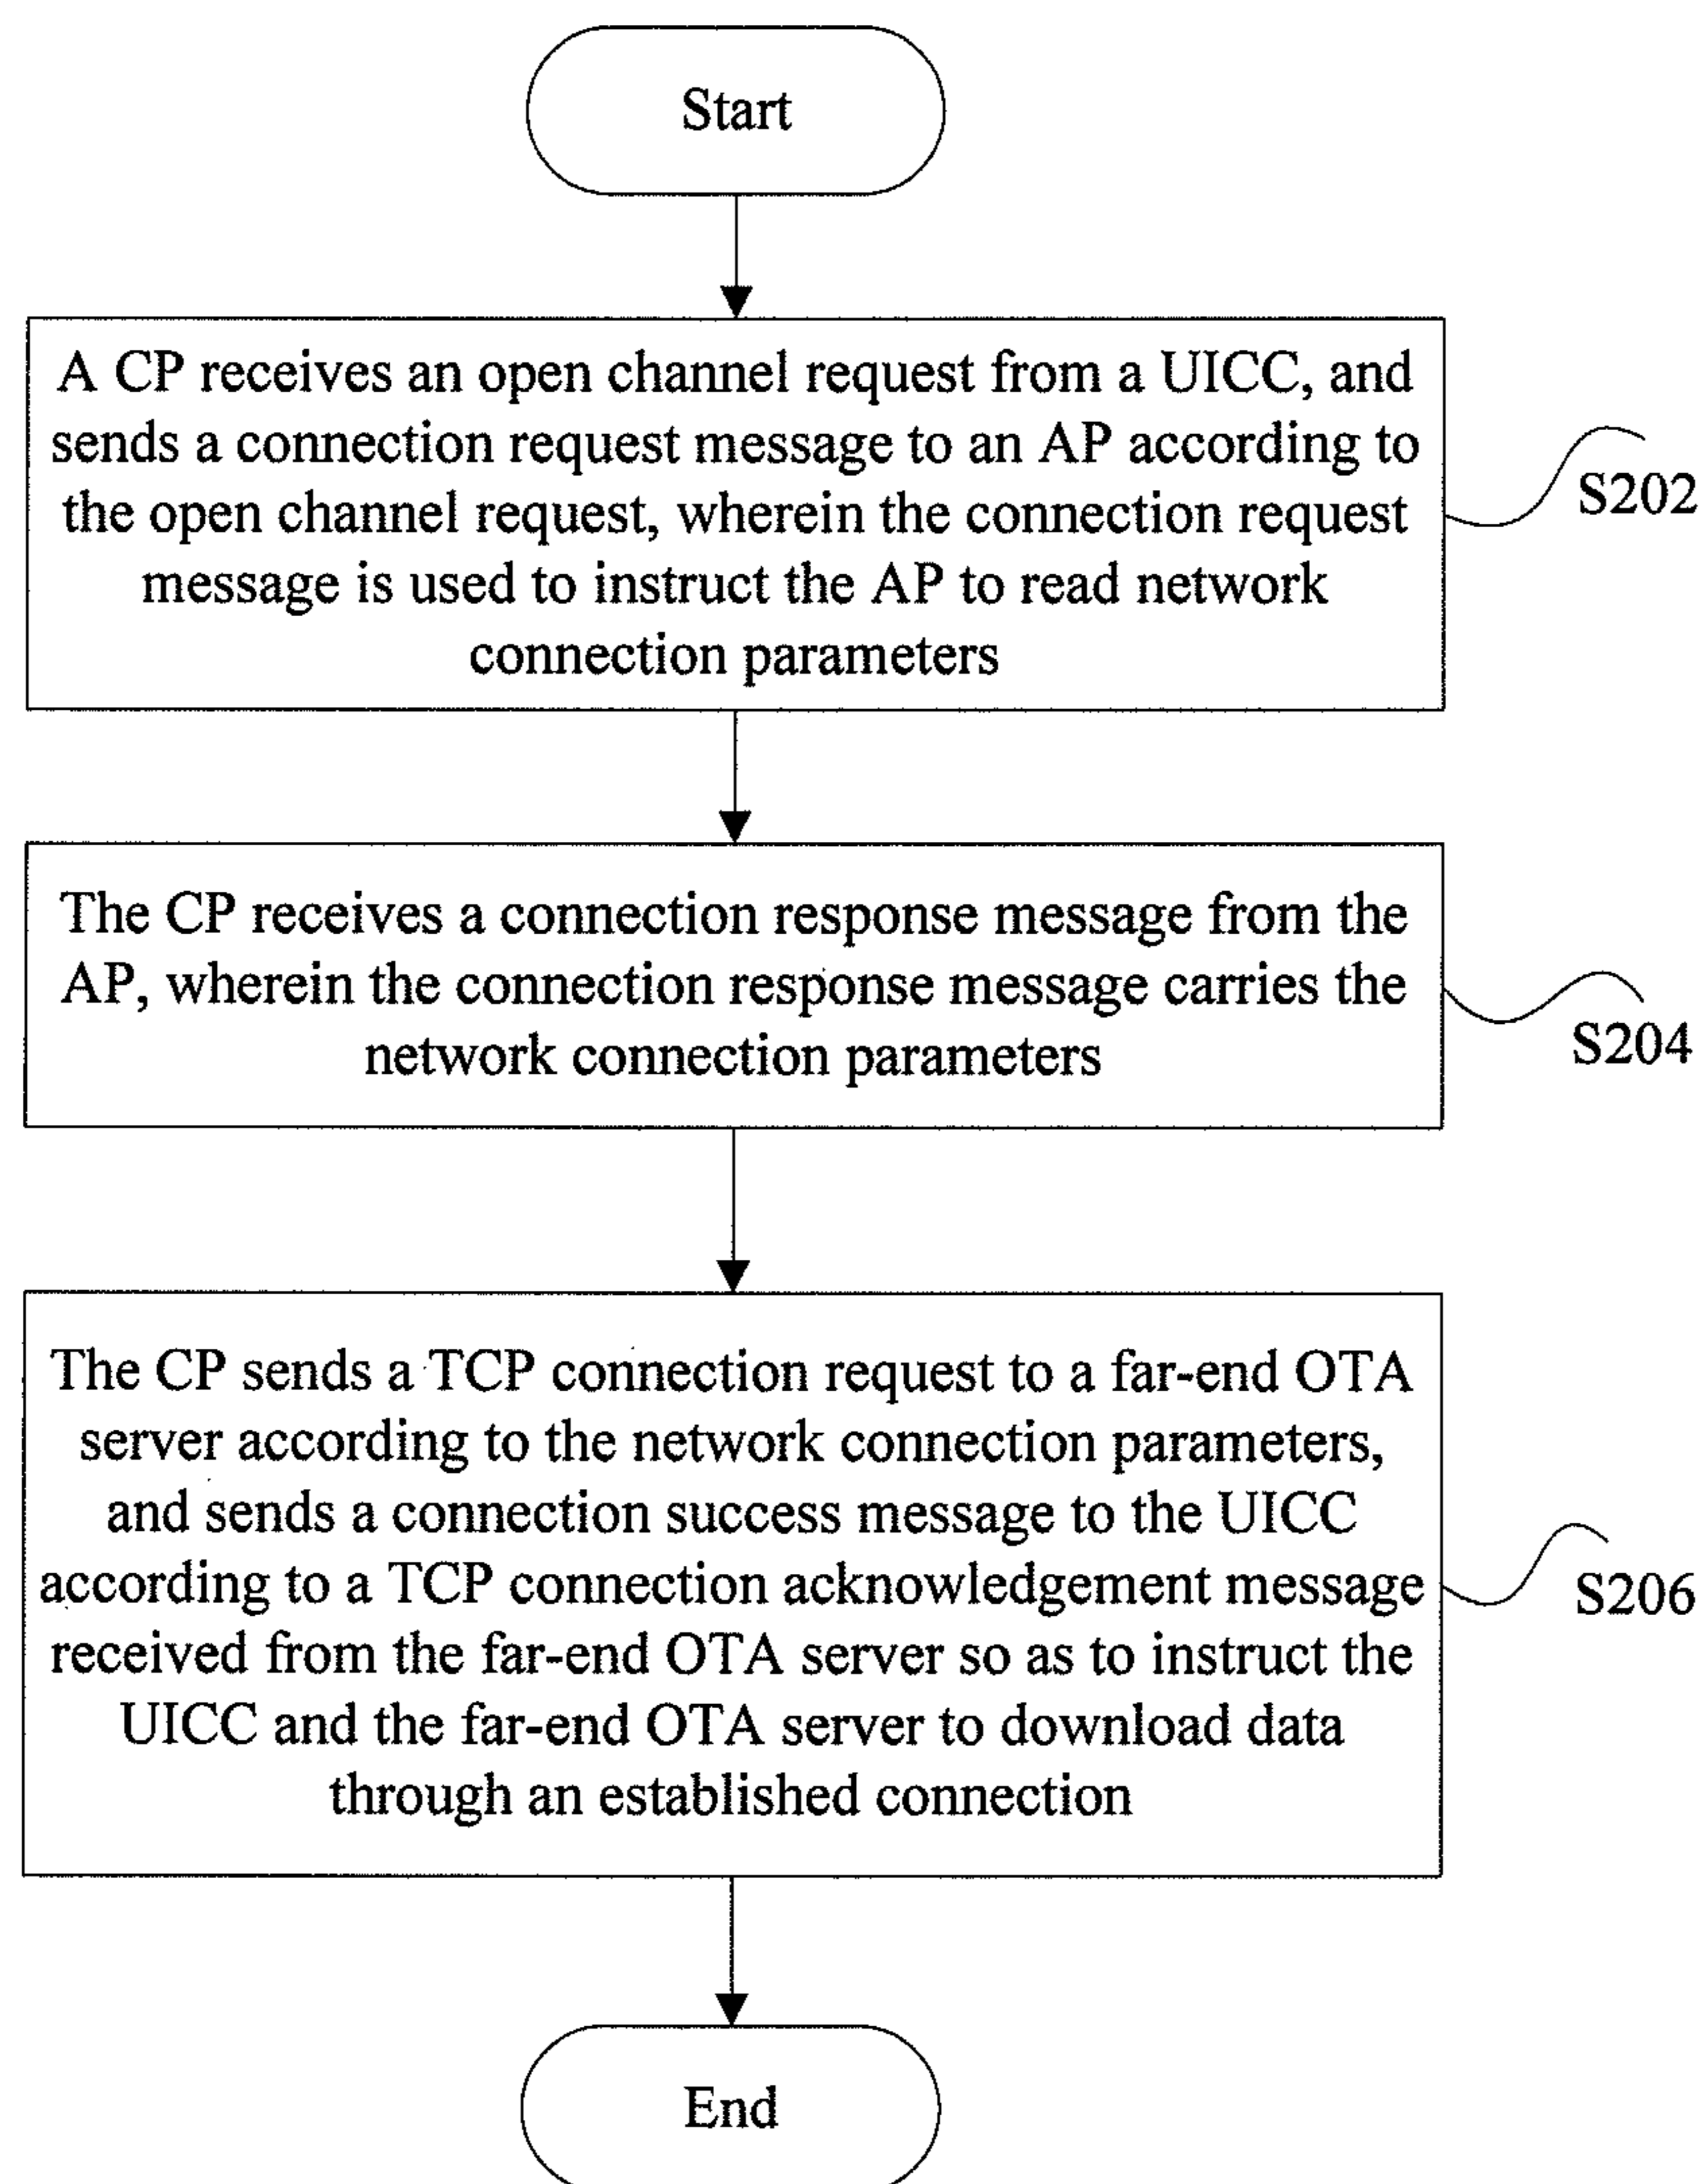 Start
A CP receives an open channel request from a UICC, and
sends a connection request message to an AP according to
the open channel request, wherein the connection request
message is used to instruct the AP to read network
connection parameters
S202
The CP receives a connection response message from the
AP, wherein the connection response message carries the
network connection parameters
S204
The CP sends a TCP connection request to a far-end OTA
server according to the network connection parameters,
and sends a connection success message to the UICC
according to a TCP connection acknowledgement message
received from the far-end OTA server so as to instruct the
UICC and the far-end OTA server to download data
through an established connection
S206
End